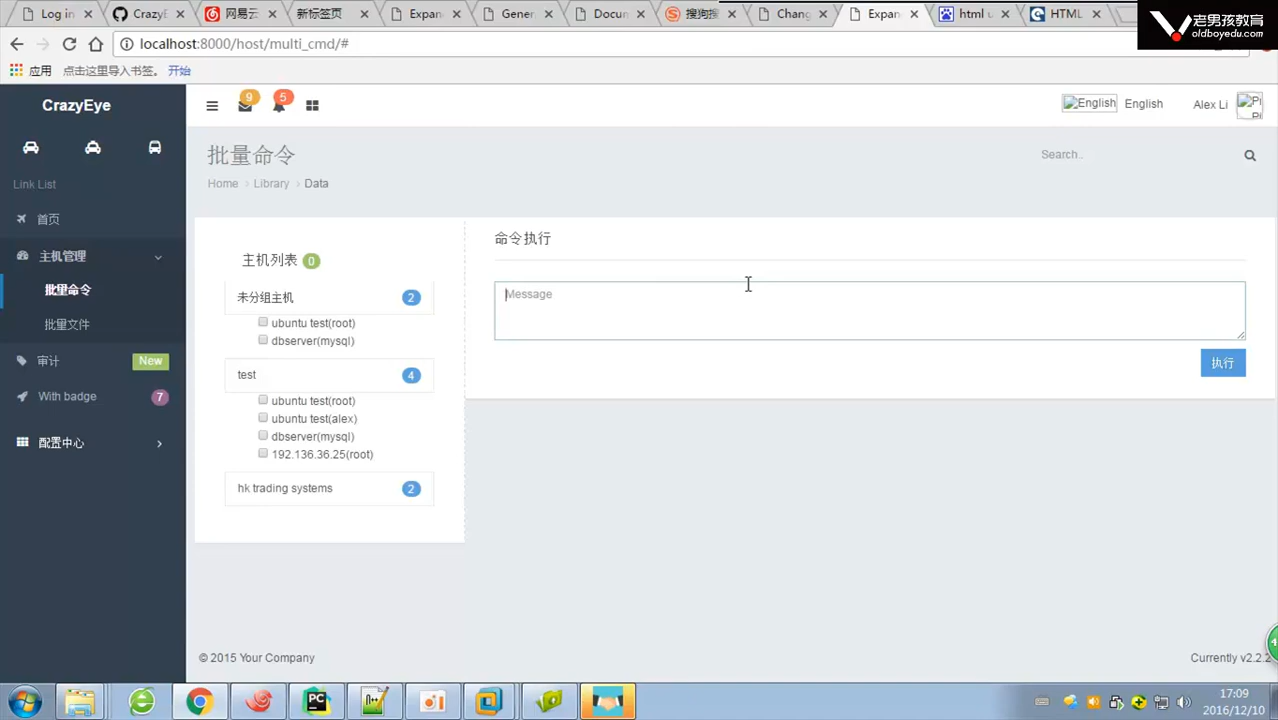 Log in
CrazyE
网易云
新标签页
Expan
Gener
Docun
搜狗搜
Chang
Expan
html u
HTML
老男孩教育
oldboyedu.com
localhost:8000/host/multi_cmd/#
应用
点击这里导入书签。
开始
CrazyEye
9
5
English
English
Alex Li
Link List
批量命令
Search..
Home
Library
Data
首页
主机管理
批量命令
批量文件
审计
New
With badge
7
配置中心
主机列表 0
未分组主机
2
ubuntu test(root)
dbserver(mysql)
test
4
ubuntu test(root)
ubuntu test(alex)
dbserver(mysql)
192.136.36.25(root)
hk trading systems
2
命令执行
Message
执行
© 2015 Your Company
Currently v2.2.2
17:09
2016/12/10